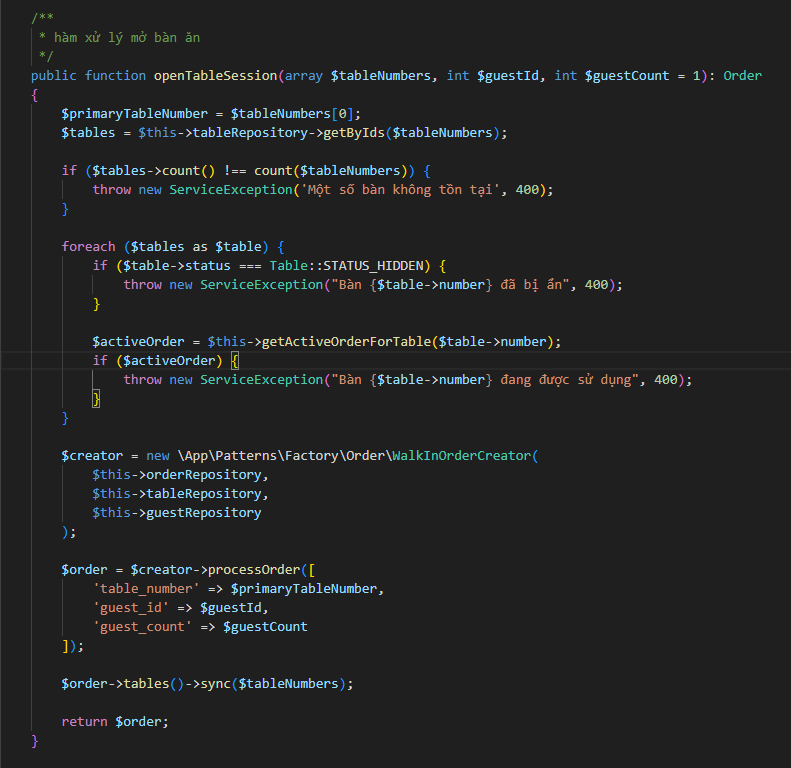 /**
 * hàm xử lý mở bàn ăn
 */
public function openTableSession(array $tableNumbers, int $guestId, int $guestCount = 1): Order
{
    $primaryTableNumber = $tableNumbers[0];
    $tables = $this->tableRepository->getByIds($tableNumbers);

    if ($tables->count() !== count($tableNumbers)) {
        throw new ServiceException('Một số bàn không tồn tại', 400);
    }

    foreach ($tables as $table) {
        if ($table->status === Table::STATUS_HIDDEN) {
            throw new ServiceException("Bàn {$table->number} đã bị ẩn", 400);
        }

        $activeOrder = $this->getActiveOrderForTable($table->number);
        if ($activeOrder) {
            throw new ServiceException("Bàn {$table->number} đang được sử dụng", 400);
        }
    }

    $creator = new \App\Patterns\Factory\Order\WalkInOrderCreator(
        $this->orderRepository,
        $this->tableRepository,
        $this->guestRepository
    );

    $order = $creator->processOrder([
        'table_number' => $primaryTableNumber,
        'guest_id' => $guestId,
        'guest_count' => $guestCount
    ]);

    $order->tables()->sync($tableNumbers);

    return $order;
}